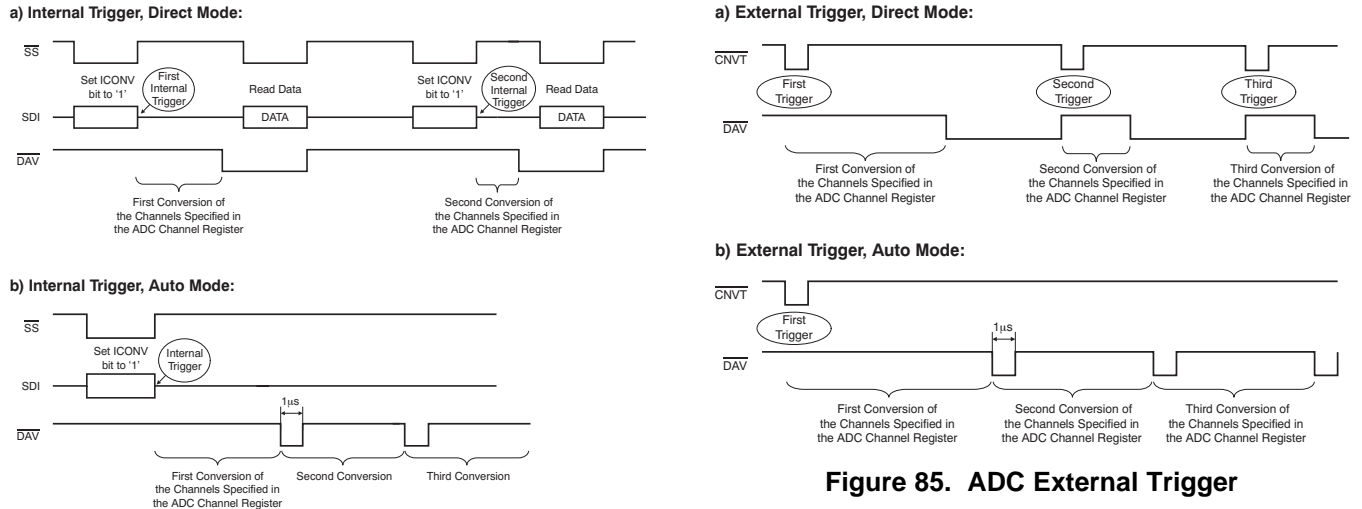 a) Internal Trigger, Direct Mode:
SS
Set ICONV
bit to ‘1’
First
Internal
Trigger
Read Data
Set ICONV
bit to ‘1’
Second
Internal
Trigger
Read Data
SDI
DATA
DATA
DAV
First Conversion of
the Channels Specified in
the ADC Channel Register
Second Conversion of
the Channels Specified in
the ADC Channel Register
b) Internal Trigger, Auto Mode:
SS
Set ICONV
bit to ‘1’
Internal
Trigger
SDI
1μs
DAV
First Conversion of
the Channels Specified in
the ADC Channel Register
Second Conversion
Third Conversion
a) External Trigger, Direct Mode:
CNVT
First
Trigger
Second
Trigger
Third
Trigger
DAV
First Conversion of
the Channels Specified in
the ADC Channel Register
Second Conversion of
the Channels Specified in
the ADC Channel Register
Third Conversion of
the Channels Specified in
the ADC Channel Register
b) External Trigger, Auto Mode:
CNVT
First
Trigger
1μs
DAV
First Conversion of
the Channels Specified in
the ADC Channel Register
Second Conversion of
the Channels Specified in
the ADC Channel Register
Third Conversion of
the Channels Specified in
the ADC Channel Register
Figure 85. ADC External Trigger